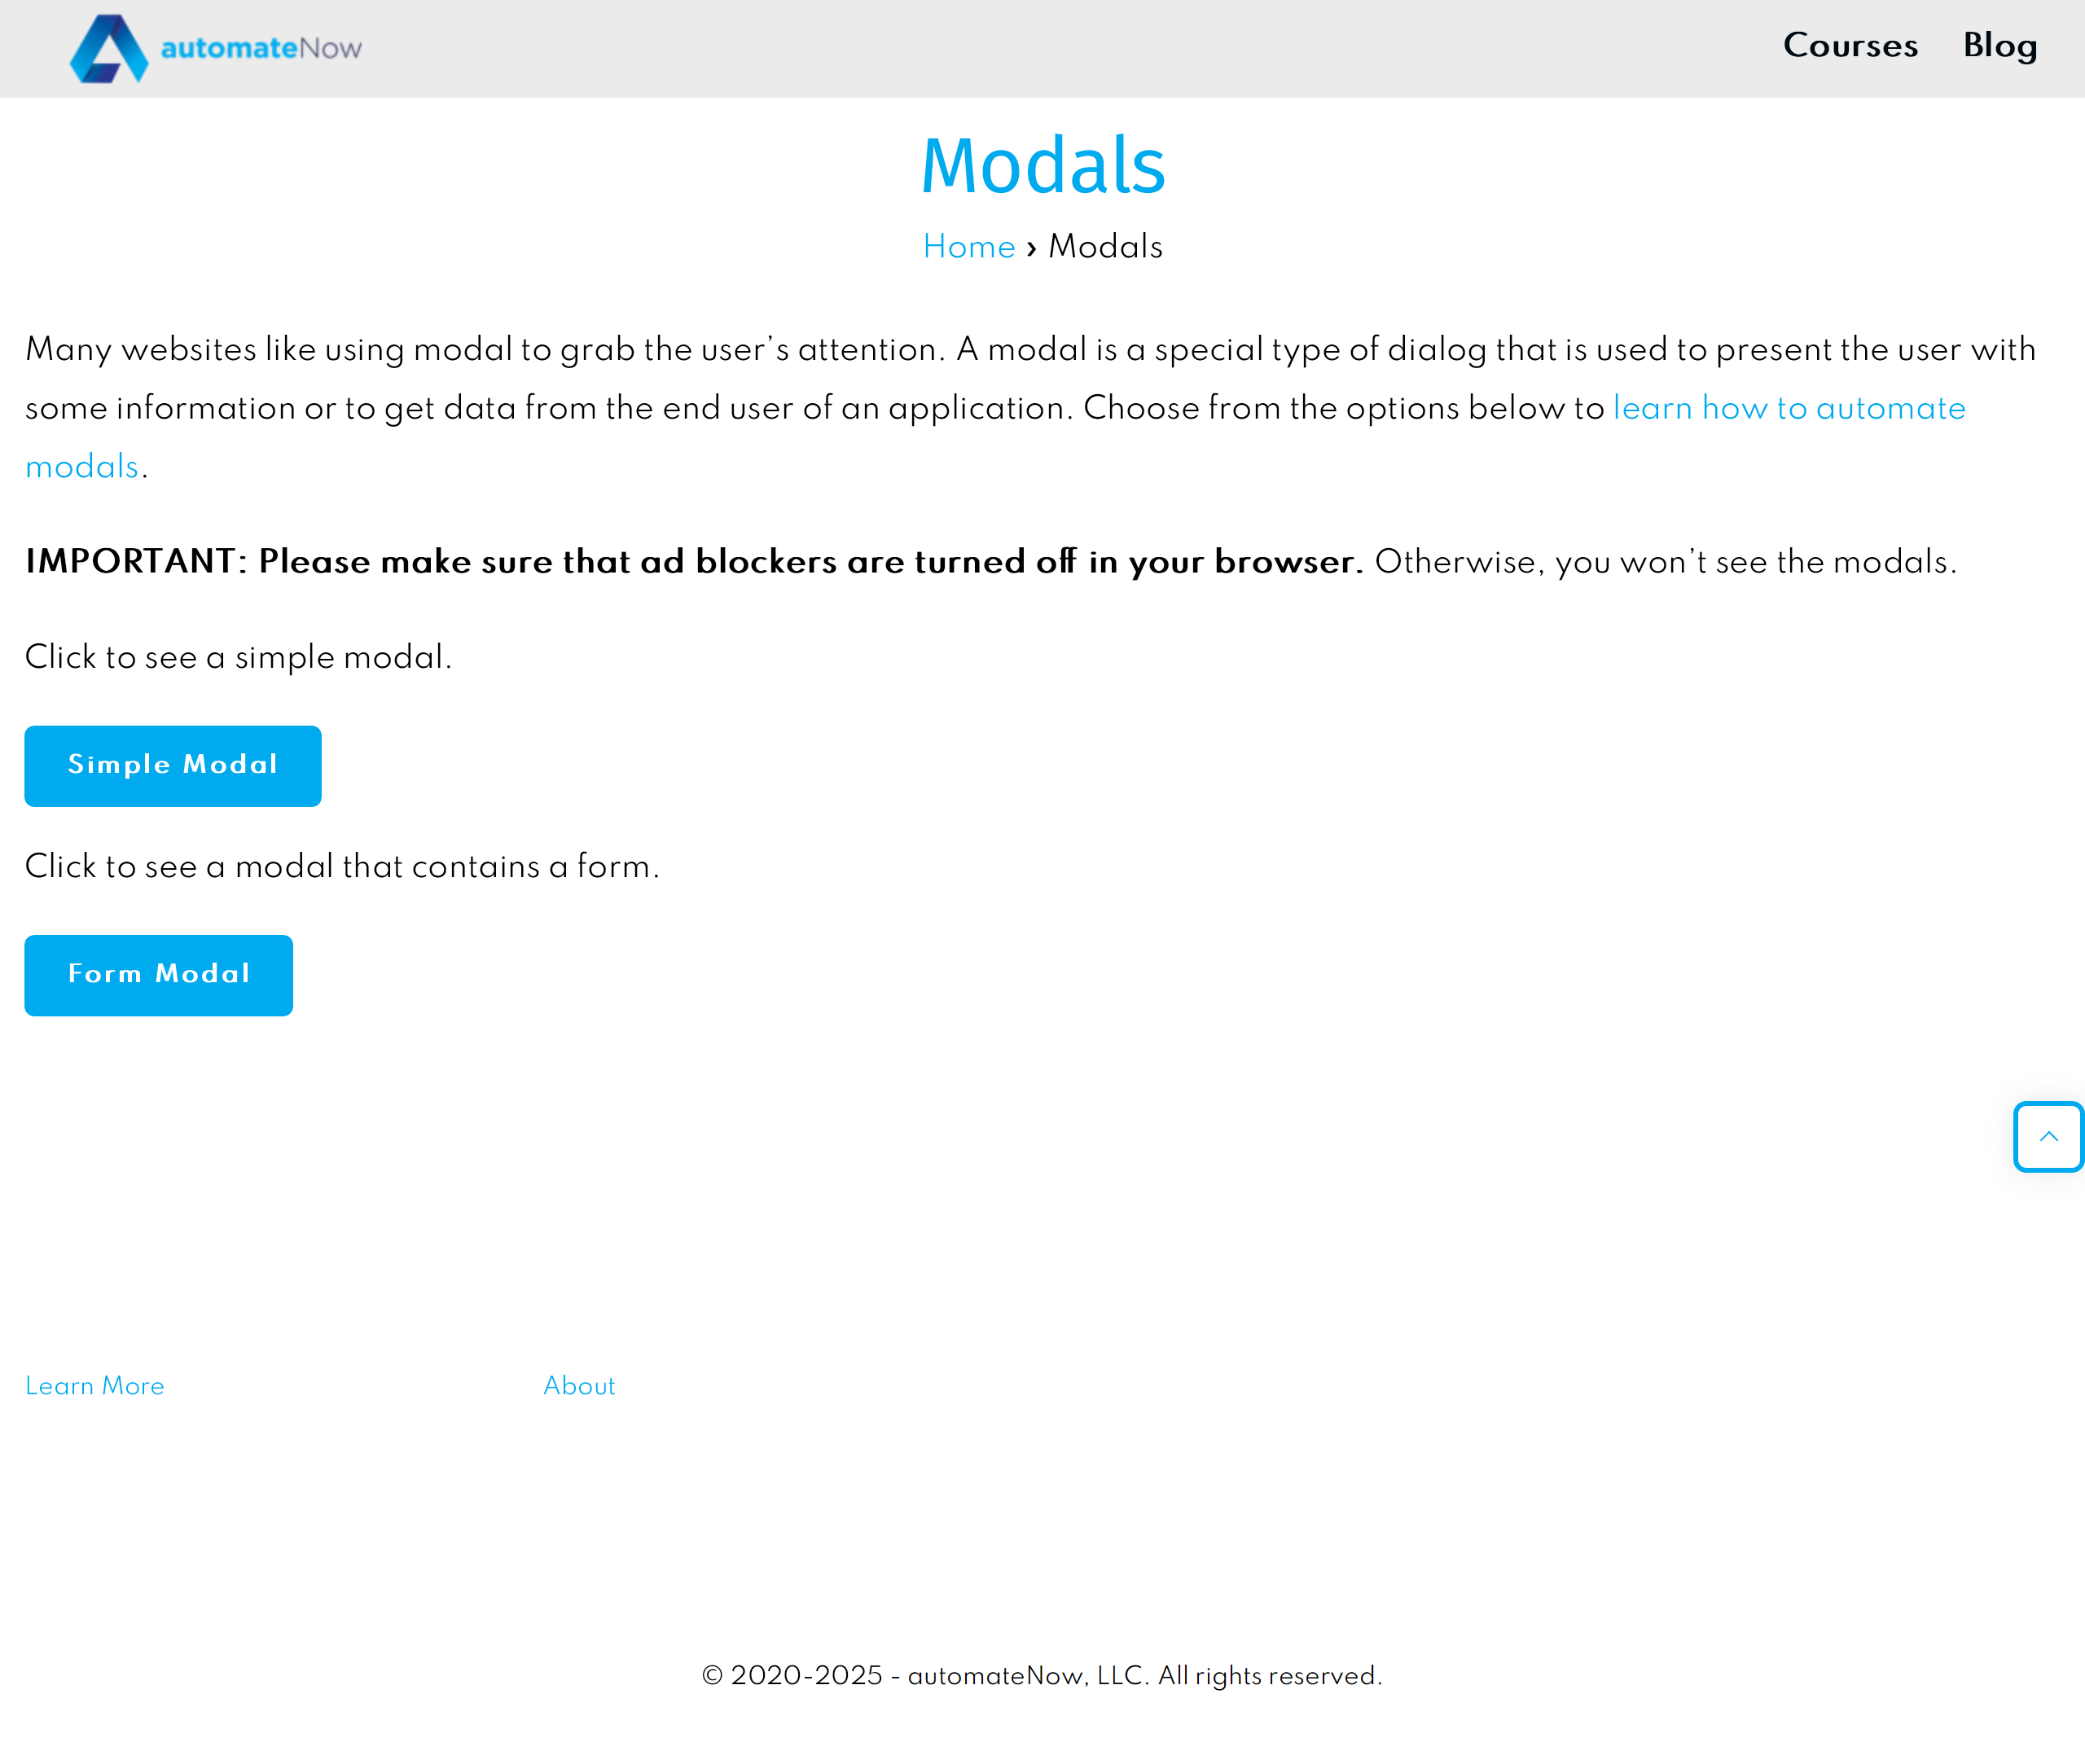 automateNow
Courses Blog
Modals
Home › Modals
Many websites like using modal to grab the user’s attention. A modal is a special type of dialog that is used to present the user with
some information or to get data from the end user of an application. Choose from the options below to learn how to automate
modals.
IMPORTANT: Please make sure that ad blockers are turned off in your browser. Otherwise, you won’t see the modals.
Click to see a simple modal.
Simple Modal
Click to see a modal that contains a form.
Form Modal
Learn More
About
© 2020-2025 - automateNow, LLC. All rights reserved.